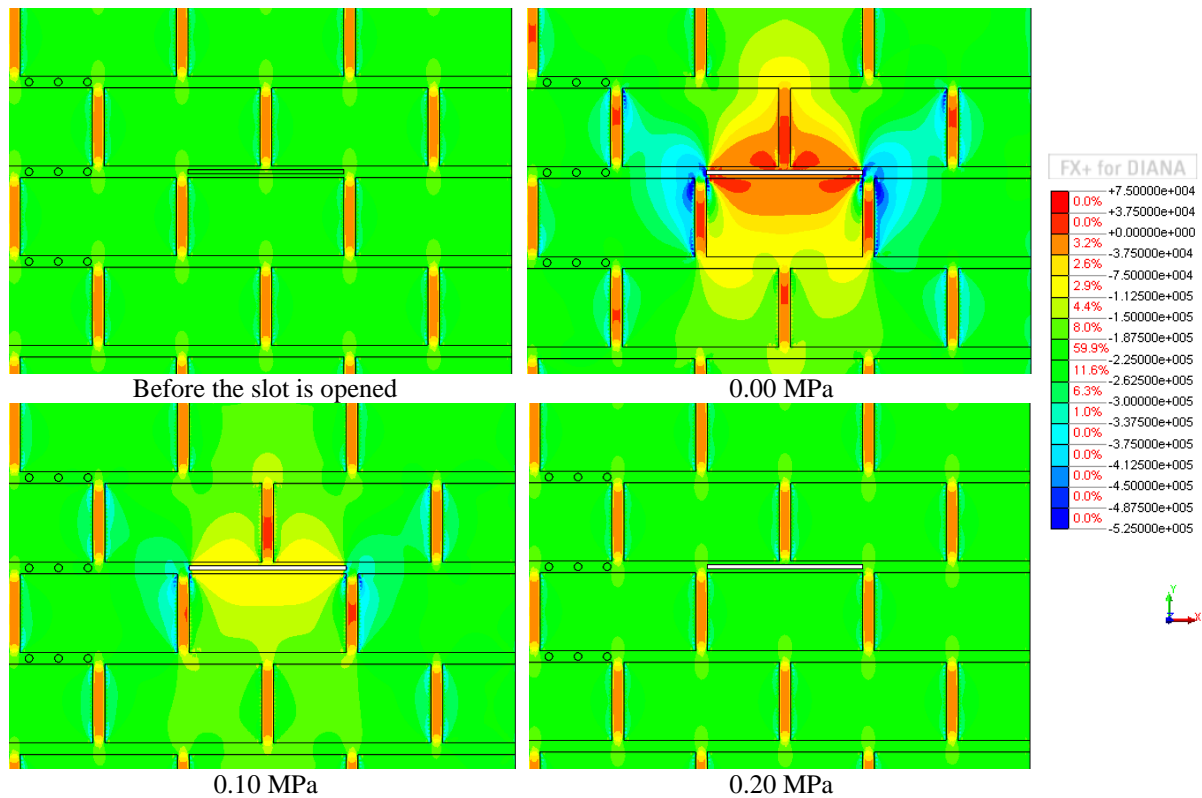 Before the slot is opened
0.00 MPa
0.10 MPa
0.20 MPa
FX+ for DIANA
+7.50000e+004
0.0%
+3.75000e+004
0.0%
+0.00000e+000
3.2%
-3.75000e+004
2.6%
-7.50000e+004
2.9%
-1.12500e+005
4.4%
-1.50000e+005
8.0%
-1.87500e+005
59.9%
-2.25000e+005
11.6%
-2.62500e+005
6.3%
-3.00000e+005
1.0%
-3.37500e+005
0.0%
-3.75000e+005
0.0%
-4.12500e+005
0.0%
-4.50000e+005
0.0%
-4.87500e+005
0.0%
-5.25000e+005
Y
Z
X